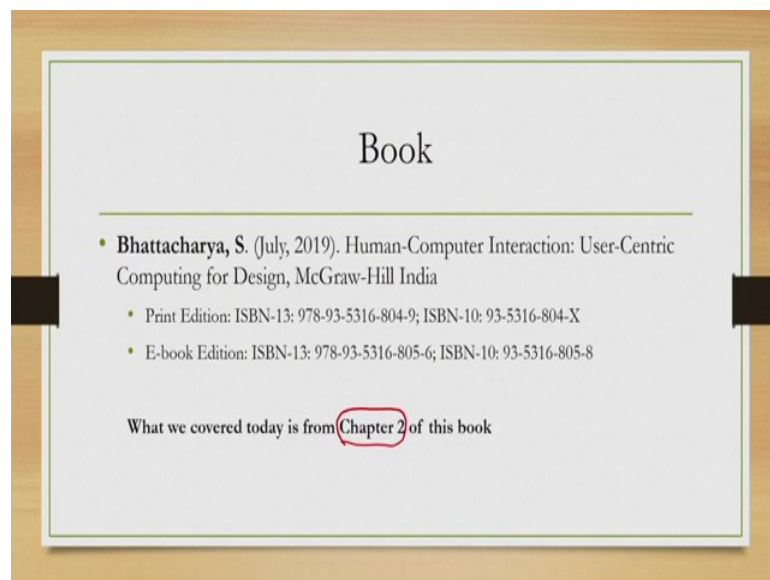 Book
• Bhattacharya, S. (July, 2019). Human-Computer Interaction: User-Centric
Computing for Design, McGraw-Hill India
• Print Edition: ISBN-13: 978-93-5316-804-9; ISBN-10: 93-5316-804-X
• E-book Edition: ISBN-13: 978-93-5316-805-6; ISBN-10: 93-5316-805-8
What we covered today is from Chapter 2 of this book